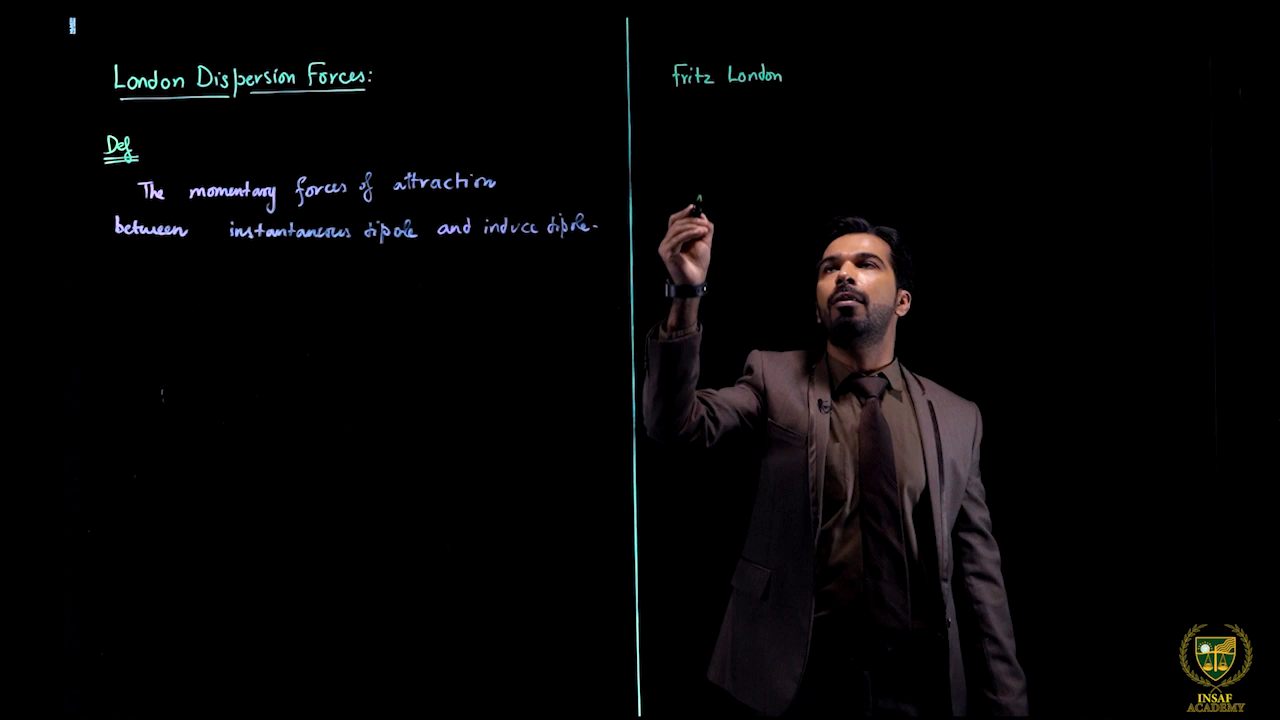 London Dispersion Forces:
Def
The momentary forces of attraction
between instantaneous dipole and induce dipole.
Fritz London
INSAF
ACADEMY